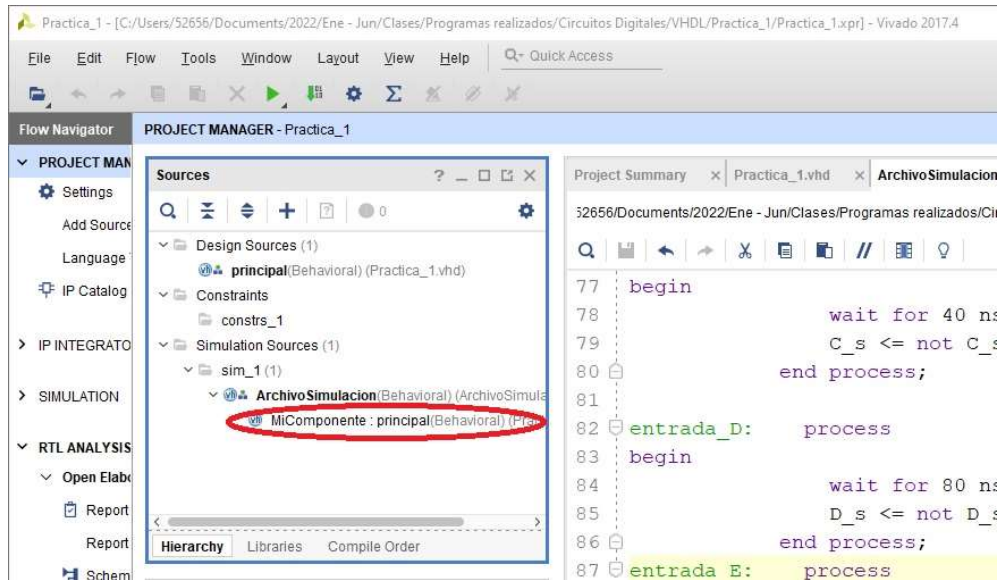 Practica_1 - [C:/Users/52656/Documents/2022/Ene - Jun/Clases/Programas realizados/Circuitos Digitales/VHDL/Practica_1/Practica_1.xpr] - Vivado 2017.4
File Edit Flow Tools Window Layout View Help Quick Access
Flow Navigator
PROJECT MANAGER - Practica_1
PROJECT MAN
Settings
Add Source
Language
IP Catalog
IP INTEGRATO
SIMULATION
RTL ANALYSIS
Open Elabo
Report
Report
Schem
Sources
0
Design Sources (1)
principal(Behavioral) (Practica_1.vhd)
Constraints
constrs_1
Simulation Sources (1)
sim_1 (1)
ArchivoSimulacion(Behavioral) (ArchivoSimula
MiComponente : principal(Behavioral) (Pra
Hierarchy Libraries Compile Order
Project Summary Practica_1.vhd ArchivoSimulacion
52656/Documents/2022/Ene - Jun/Clases/Programas realizados/Ci
77 begin
78 wait for 40 ns
79 C_s <= not C_s
80 end process;
81
82 entrada_D: process
83 begin
84 wait for 80 ns
85 D_s <= not D_s
86 end process;
87 entrada_E: process